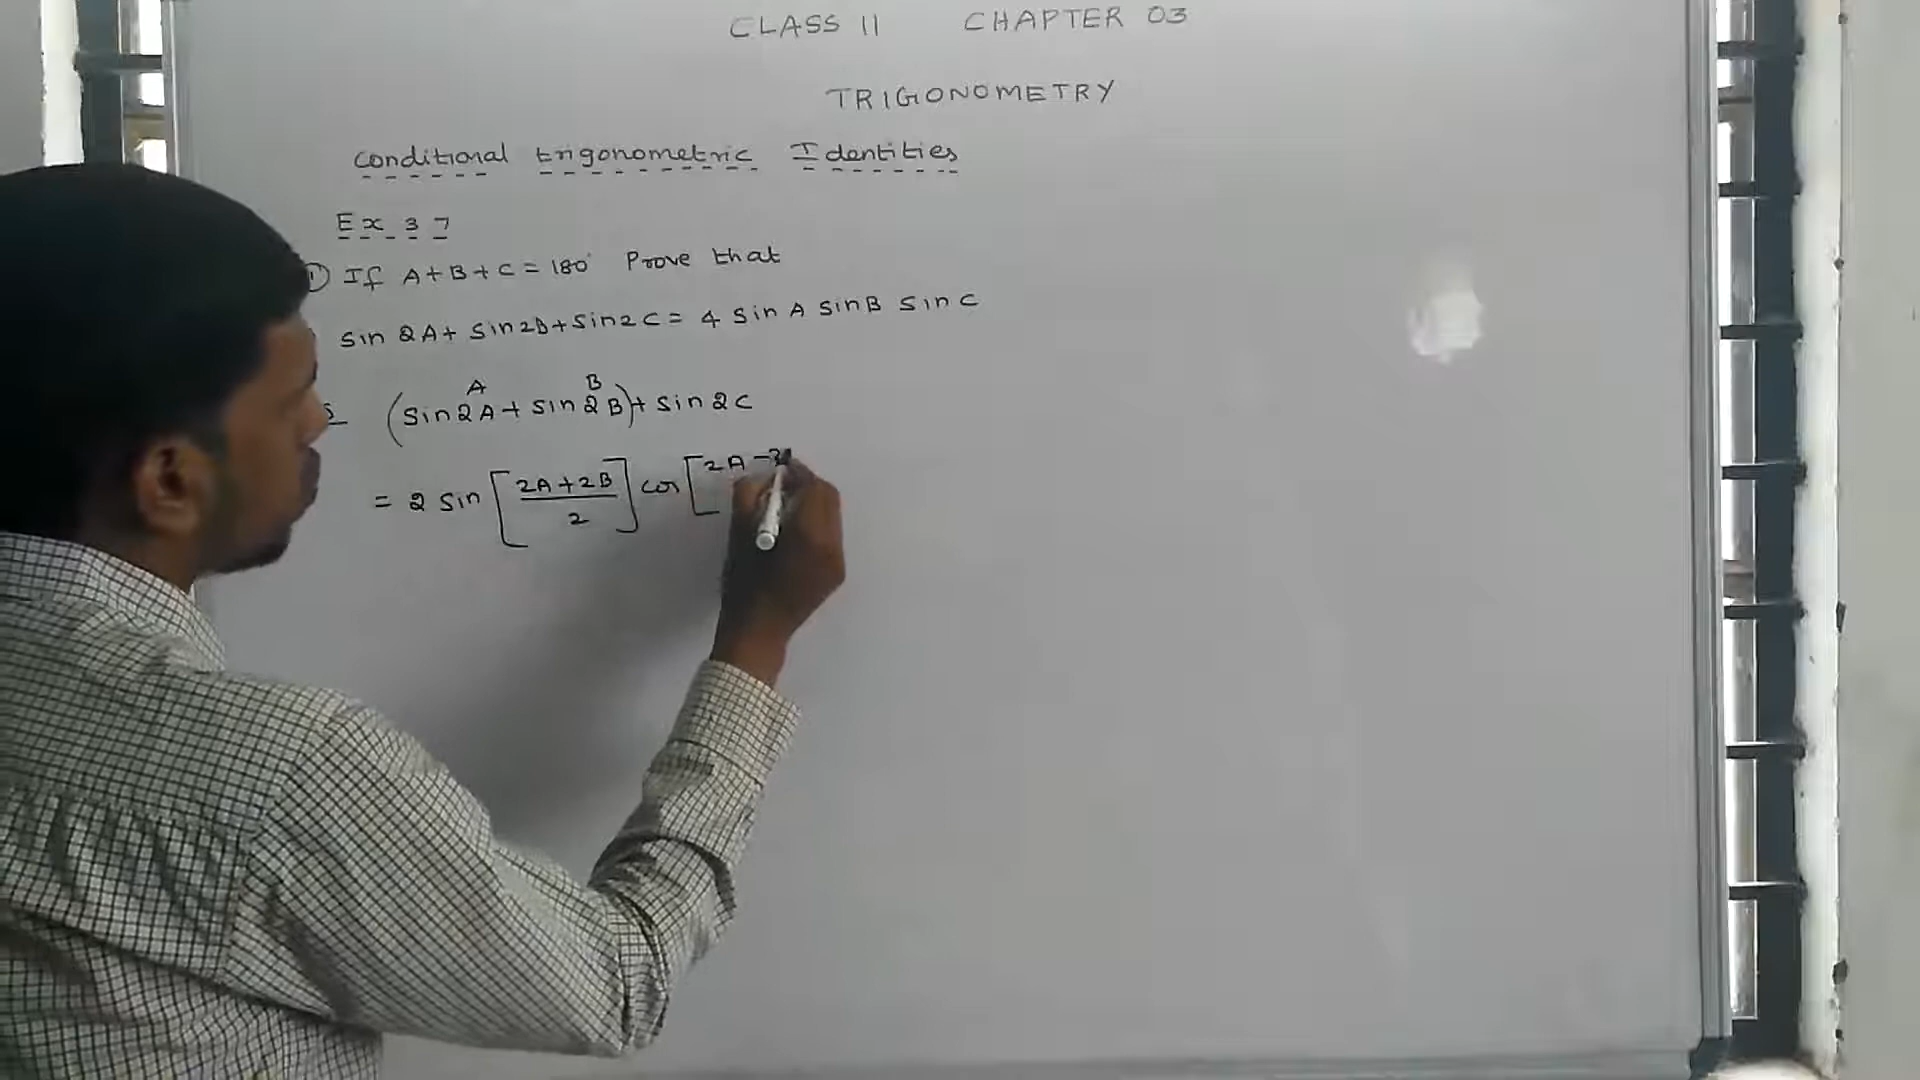 CLASS 11 CHAPTER 03
TRIGONOMETRY
Conditional trigonometric Identities
Ex 3 7
1) If A+B+C = 180° Prove that
sin 2A + sin 2B + sin 2C = 4 sin A sin B sin C
A B
S (sin 2A + sin 2B) + sin 2C
= 2 sin [2A + 2B / 2] cos [2A - 2